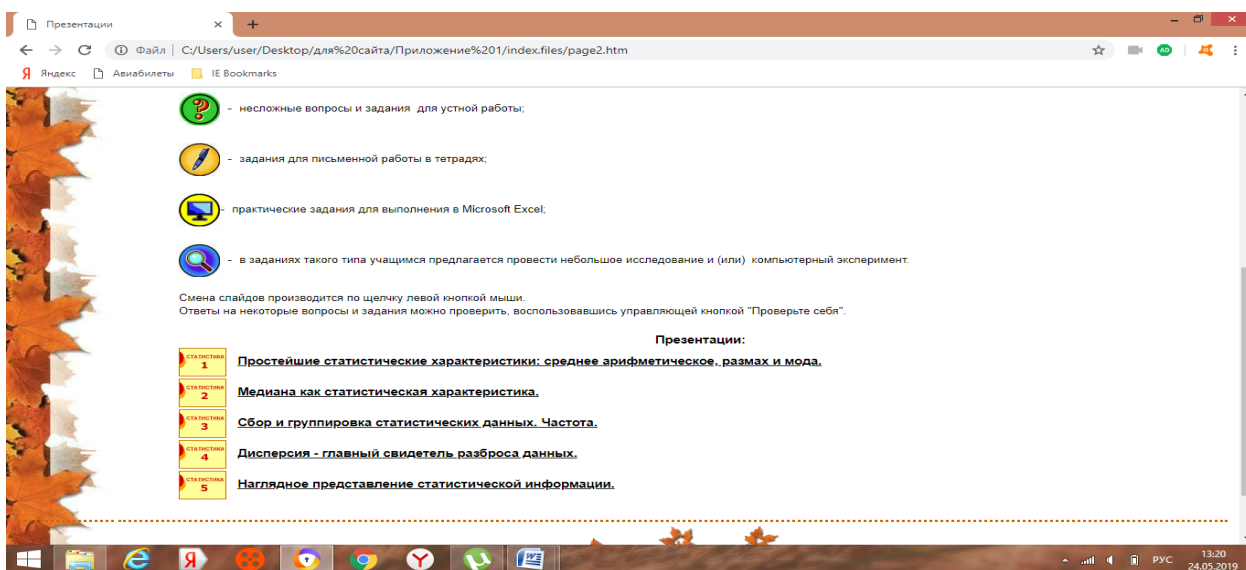 Презентации
Файл | C:/Users/user/Desktop/для%20сайта/Приложение%201/index.files/page2.htm
Яндекс Авиабилеты IE Bookmarks
- несложные вопросы и задания для устной работы;
- задания для письменной работы в тетрадях;
- практические задания для выполнения в Microsoft Excel;
- в заданиях такого типа учащимся предлагается провести небольшое исследование и (или) компьютерный эксперимент.
Смена слайдов производится по щелчку левой кнопкой мыши.
Ответы на некоторые вопросы и задания можно проверить, воспользовавшись управляющей кнопкой "Проверьте себя".
Презентации:
СТАТИСТИКА 1 Простейшие статистические характеристики: среднее арифметическое, размах и мода.
СТАТИСТИКА 2 Медиана как статистическая характеристика.
СТАТИСТИКА 3 Сбор и группировка статистических данных. Частота.
СТАТИСТИКА 4 Дисперсия - главный свидетель разброса данных.
СТАТИСТИКА 5 Наглядное представление статистической информации.
РУС 13:20
24.05.2019